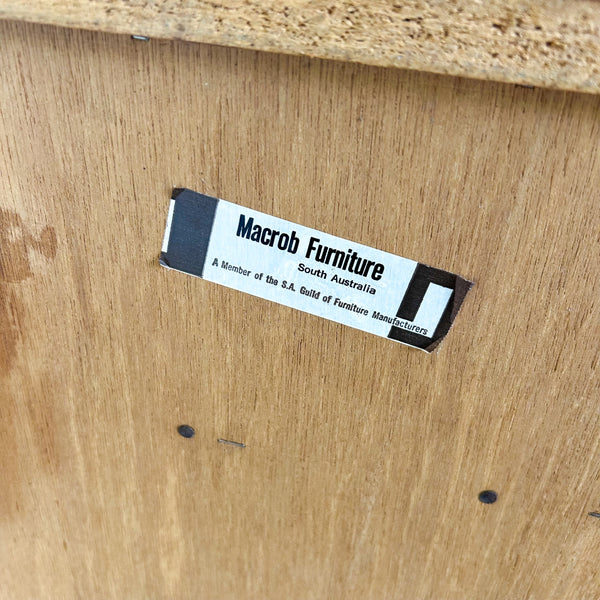 Macrob Furniture
South Australia
A Member of the S.A. Guild of Furniture Manufacturers